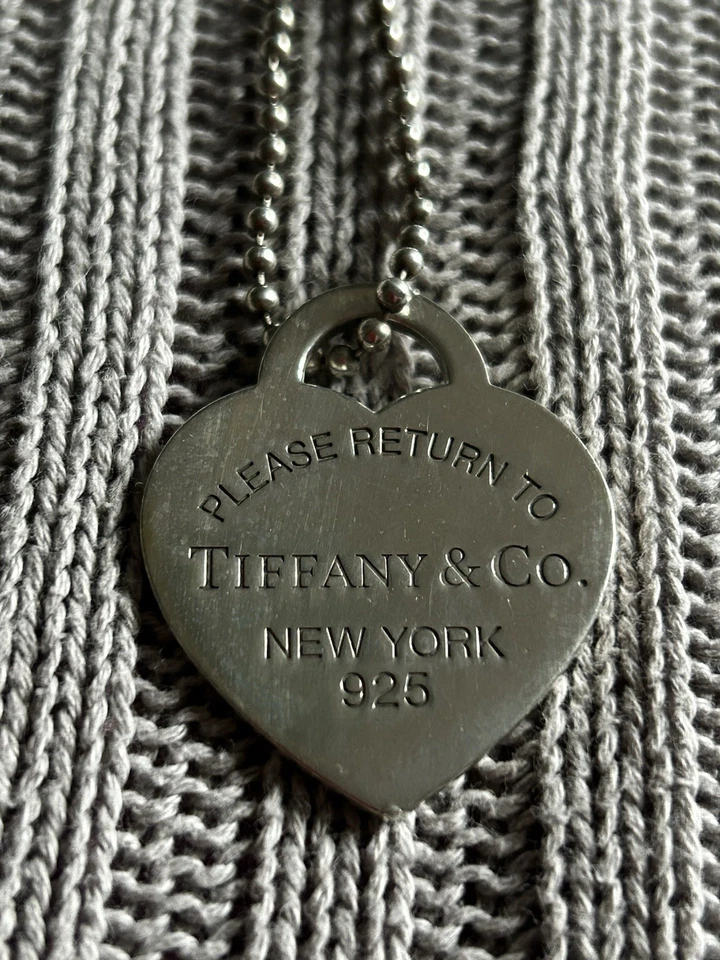 PLEASE RETURN TO
TIFFANY & CO.
NEW YORK
925